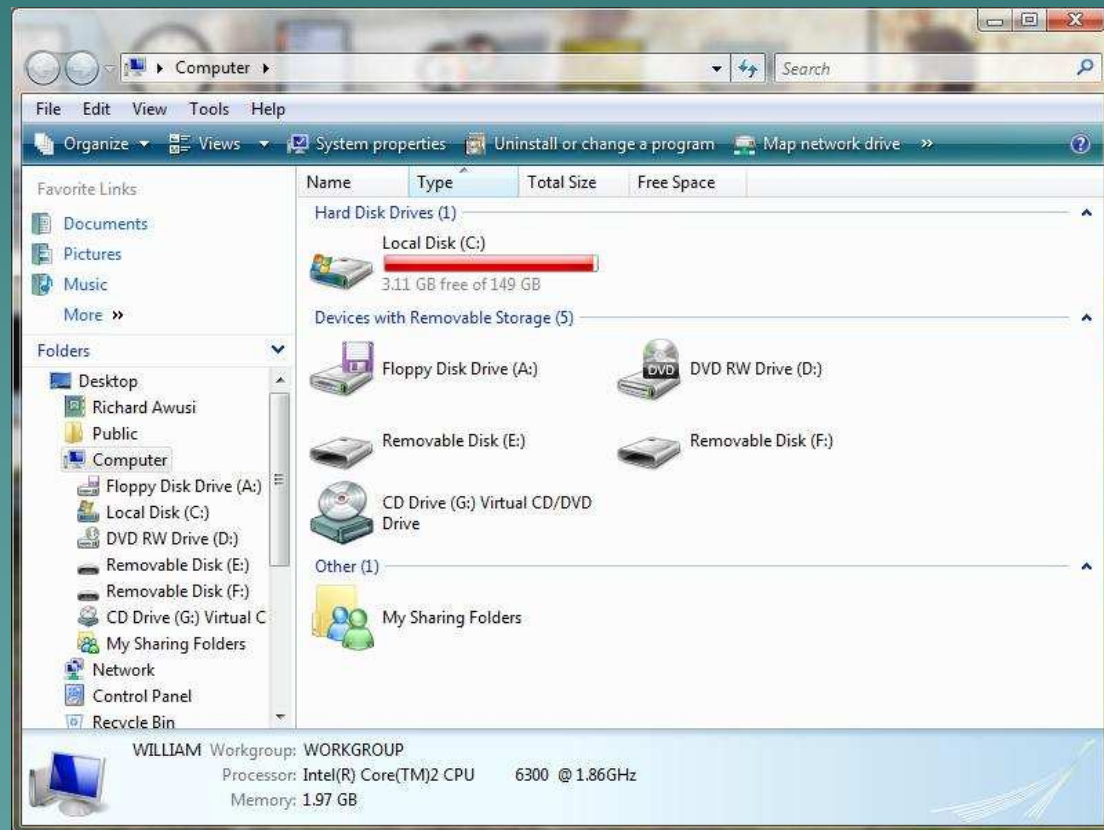 Computer
Search
File Edit View Tools Help
Organize Views System properties Uninstall or change a program Map network drive »
Favorite Links
Documents
Pictures
Music
More »
Folders
Desktop
Richard Awusi
Public
Computer
Floppy Disk Drive (A:)
Local Disk (C:)
DVD RW Drive (D:)
Removable Disk (E:)
Removable Disk (F:)
CD Drive (G:) Virtual C
My Sharing Folders
Network
Control Panel
Recycle Bin
Name Type Total Size Free Space
Hard Disk Drives (1)
Local Disk (C:)
3.11 GB free of 149 GB
Devices with Removable Storage (5)
Floppy Disk Drive (A:)
DVD RW Drive (D:)
DVD
Removable Disk (E:)
Removable Disk (F:)
CD Drive (G:) Virtual CD/DVD
Drive
Other (1)
My Sharing Folders
WILLIAM Workgroup: WORKGROUP
Processor: Intel(R) Core(TM)2 CPU 6300 @ 1.86GHz
Memory: 1.97 GB